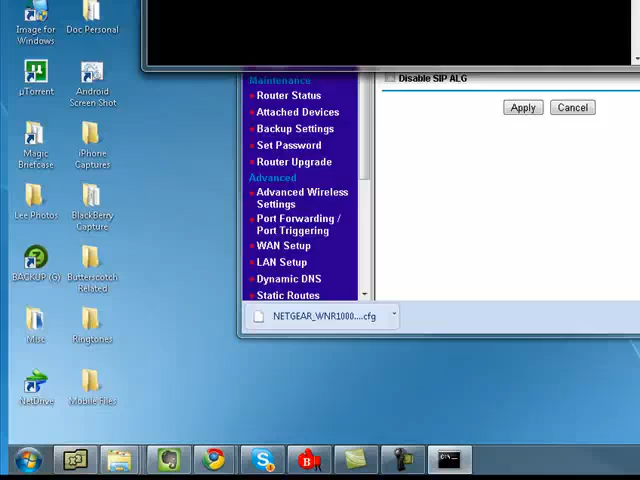 Image for
Windows
Doc Personal
µTorrent
Android
Screen Shot
Magic
Briefcase
iPhone
Captures
Lee Photos
BlackBerry
Capture
BACKUP (G)
Butterscotch
Related
Misc
Ringtones
NetDrive
Mobile Files
Maintenance
Router Status
Attached Devices
Backup Settings
Set Password
Router Upgrade
Advanced
Advanced Wireless
Settings
Port Forwarding /
Port Triggering
WAN Setup
LAN Setup
Dynamic DNS
Static Routes
Disable SIP ALG
Apply
Cancel
NETGEAR_WNR1000....cfg